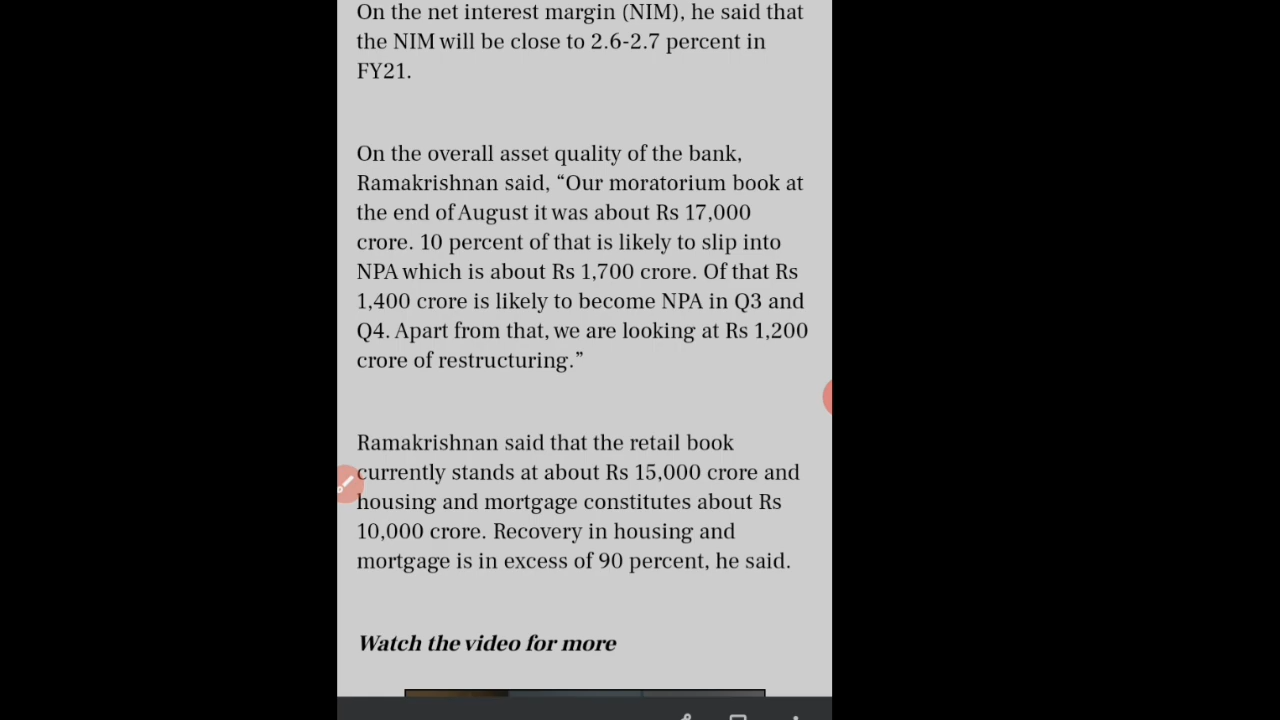 On the net interest margin (NIM), he said that
the NIM will be close to 2.6-2.7 percent in
FY21.
On the overall asset quality of the bank,
Ramakrishnan said, “Our moratorium book at
the end of August it was about Rs 17,000
crore. 10 percent of that is likely to slip into
NPA which is about Rs 1,700 crore. Of that Rs
1,400 crore is likely to become NPA in Q3 and
Q4. Apart from that, we are looking at Rs 1,200
crore of restructuring.”
Ramakrishnan said that the retail book
currently stands at about Rs 15,000 crore and
housing and mortgage constitutes about Rs
10,000 crore. Recovery in housing and
mortgage is in excess of 90 percent, he said.
Watch the video for more